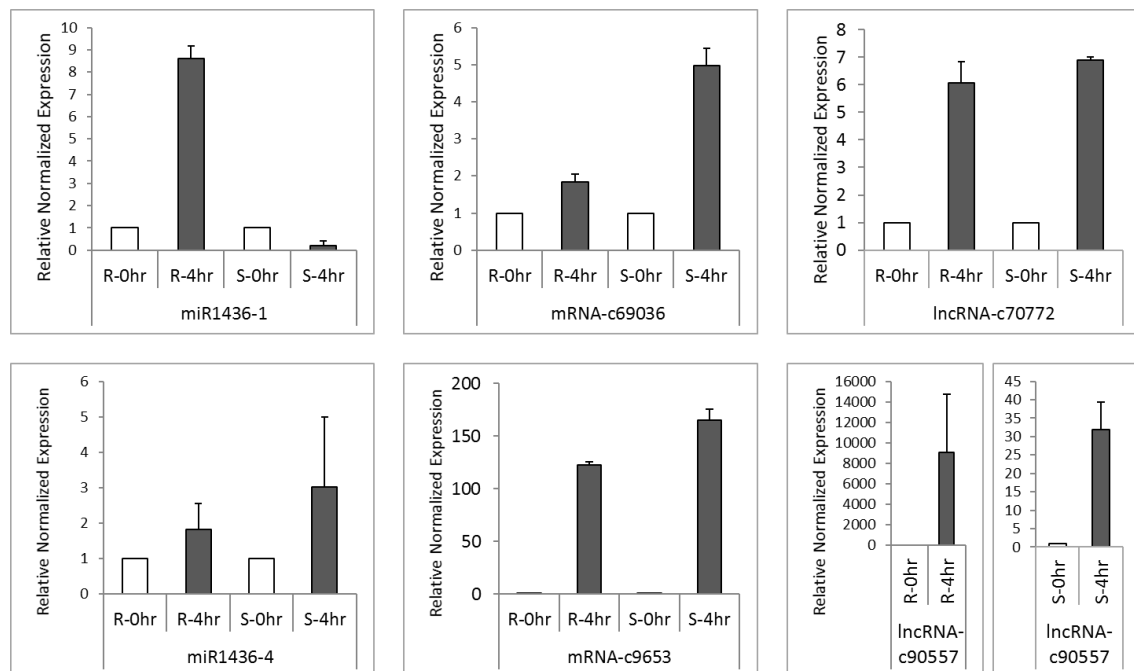 Relative Normalized Expression
10
9
8
7
6
5
4
3
2
1
0
R-0hr R-4hr S-0hr S-4hr
miR1436-1
Relative Normalized Expression
6
5
4
3
2
1
0
R-0hr R-4hr S-0hr S-4hr
mRNA-c69036
Relative Normalized Expression
8
7
6
5
4
3
2
1
0
R-0hr R-4hr S-0hr S-4hr
lncRNA-c70772
Relative Normalized Expression
6
5
4
3
2
1
0
R-0hr R-4hr S-0hr S-4hr
miR1436-4
Relative Normalized Expression
200
150
100
50
0
R-0hr R-4hr S-0hr S-4hr
mRNA-c9653
Relative Normalized Expression
16000
14000
12000
10000
8000
6000
4000
2000
0
R-0hr
R-4hr
lncRNA-
c90557
Relative Normalized Expression
45
40
35
30
25
20
15
10
5
0
S-0hr
S-4hr
lncRNA-
c90557